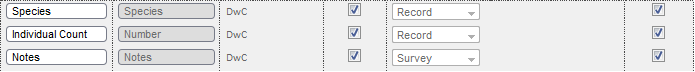 Species Species DwC Record
Individual Count Number DwC Record
Notes Notes DwC Survey